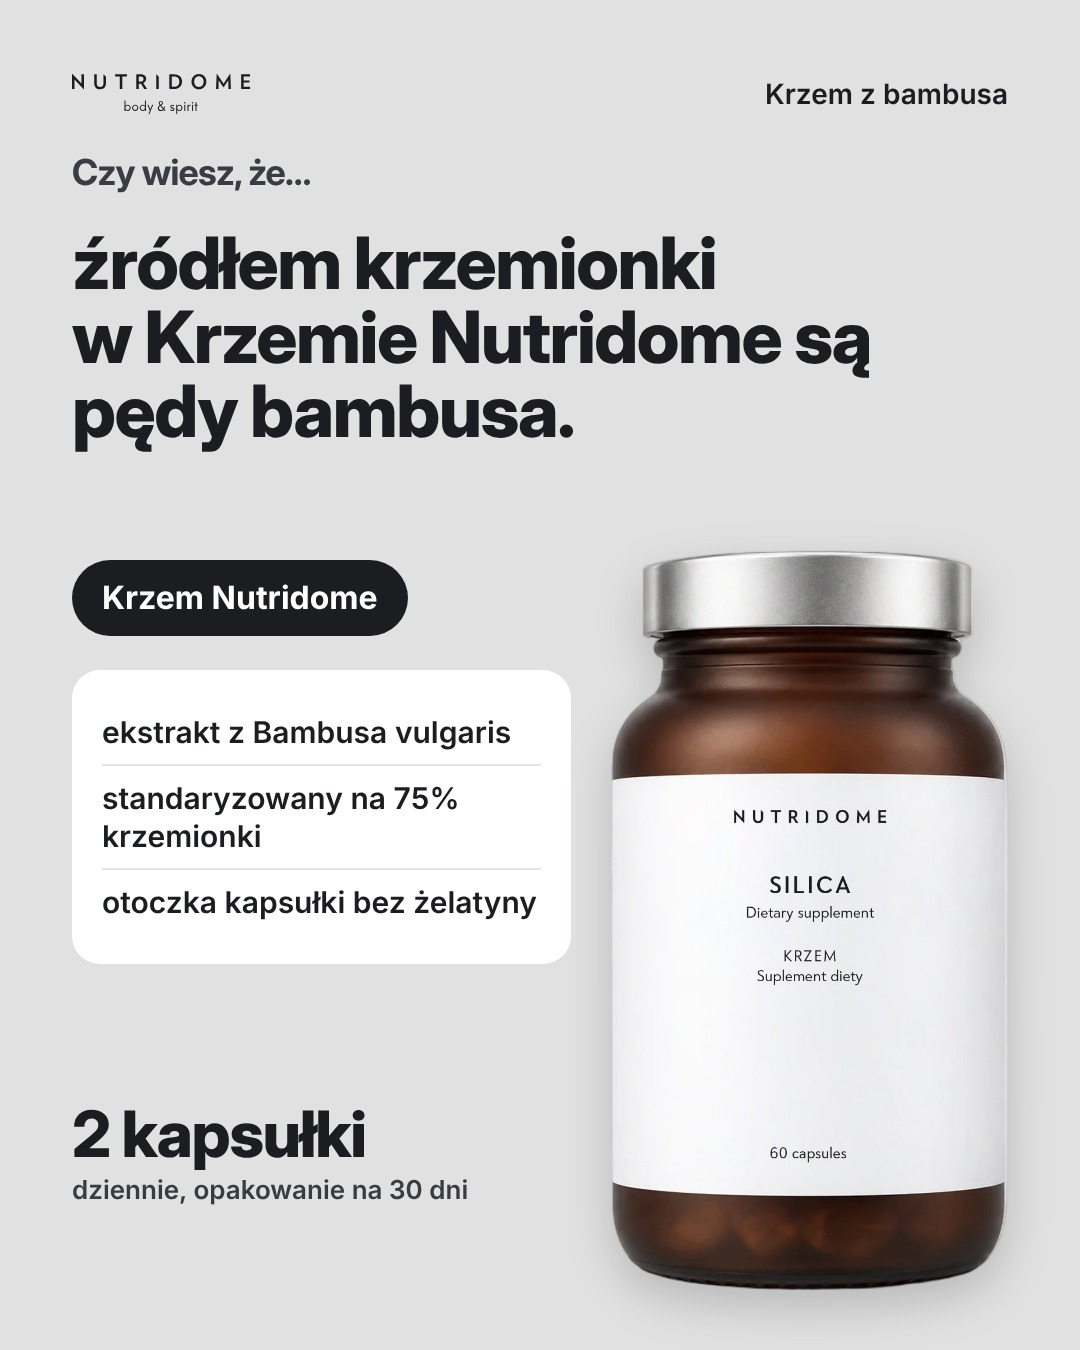 NUTRIDOME
body & spirit
Krzem z bambusa
Czy wiesz, że...
źródłem krzemionki
w Krzemie Nutridome są
pędy bambusa.
Krzem Nutridome
ekstrakt z Bambusa vulgaris
standaryzowany na 75%
krzemionki
otoczka kapsułki bez żelatyny
2 kapsułki
dziennie, opakowanie na 30 dni
NUTRIDOME
SILICA
Dietary supplement
KRZEM
Suplement diety
60 capsules